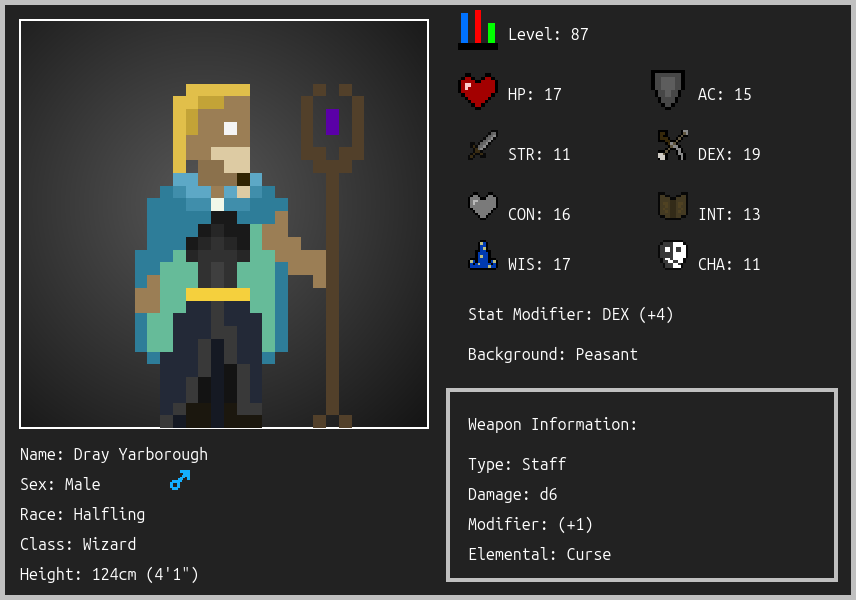 Level: 87
HP: 17
AC: 15
STR: 11
DEX: 19
CON: 16
INT: 13
WIS: 17
CHA: 11
Stat Modifier: DEX (+4)
Background: Peasant
Weapon Information:
Type: Staff
Damage: d6
Modifier: (+1)
Elemental: Curse
Name: Dray Yarborough
Sex: Male
Race: Halfling
Class: Wizard
Height: 124cm (4'1")